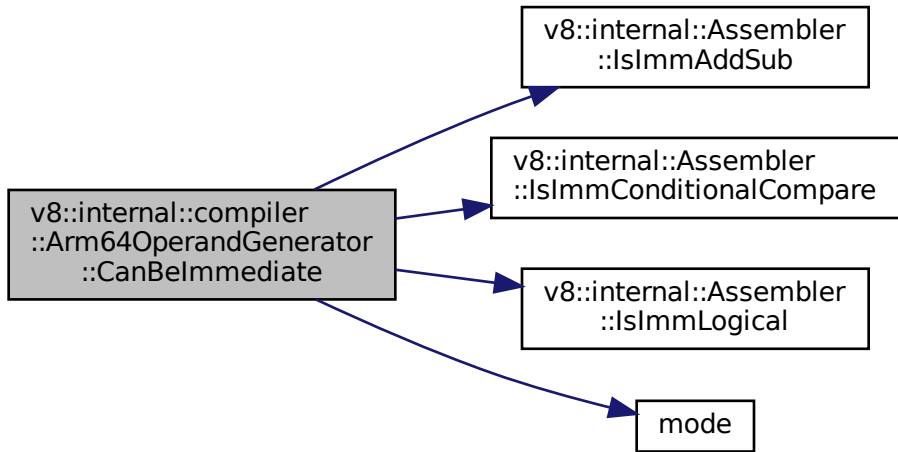 v8::internal::Assembler
::IsImmAddSub
v8::internal::Assembler
::IsImmConditionalCompare
v8::internal::compiler
::Arm64OperandGenerator
::CanBeImmediate
v8::internal::Assembler
::IsImmLogical
mode